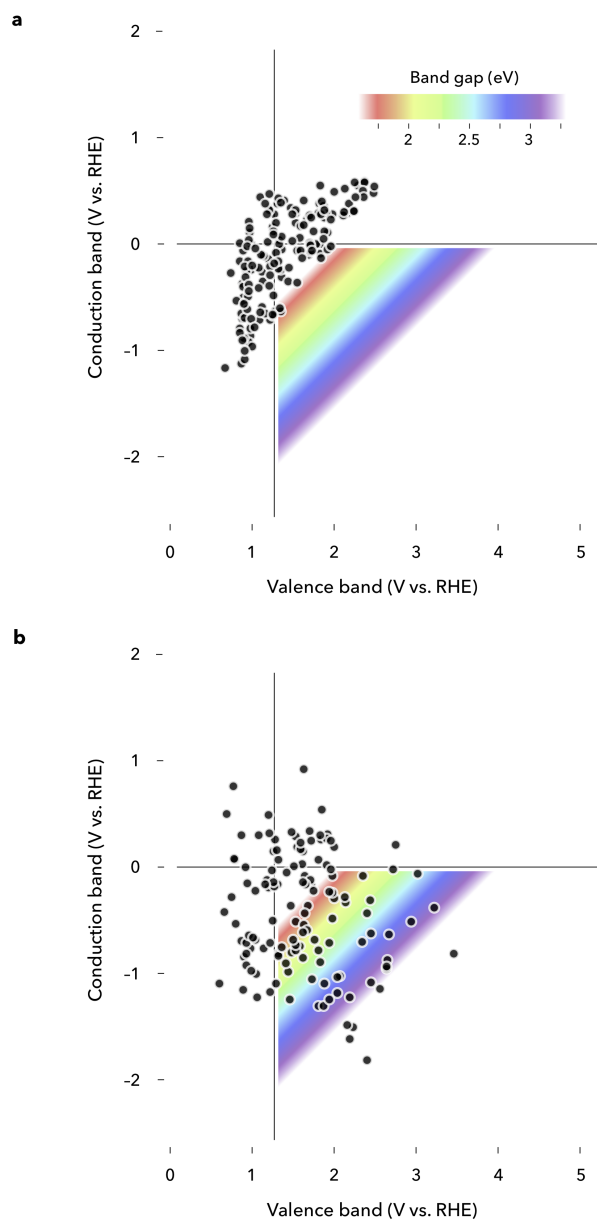 a
2
Band gap (eV)
2 2.5 3
1
0
–1
–2
Conduction band (V vs. RHE)
0 1 2 3 4 5
Valence band (V vs. RHE)
b
2
1
0
–1
–2
Conduction band (V vs. RHE)
0 1 2 3 4 5
Valence band (V vs. RHE)